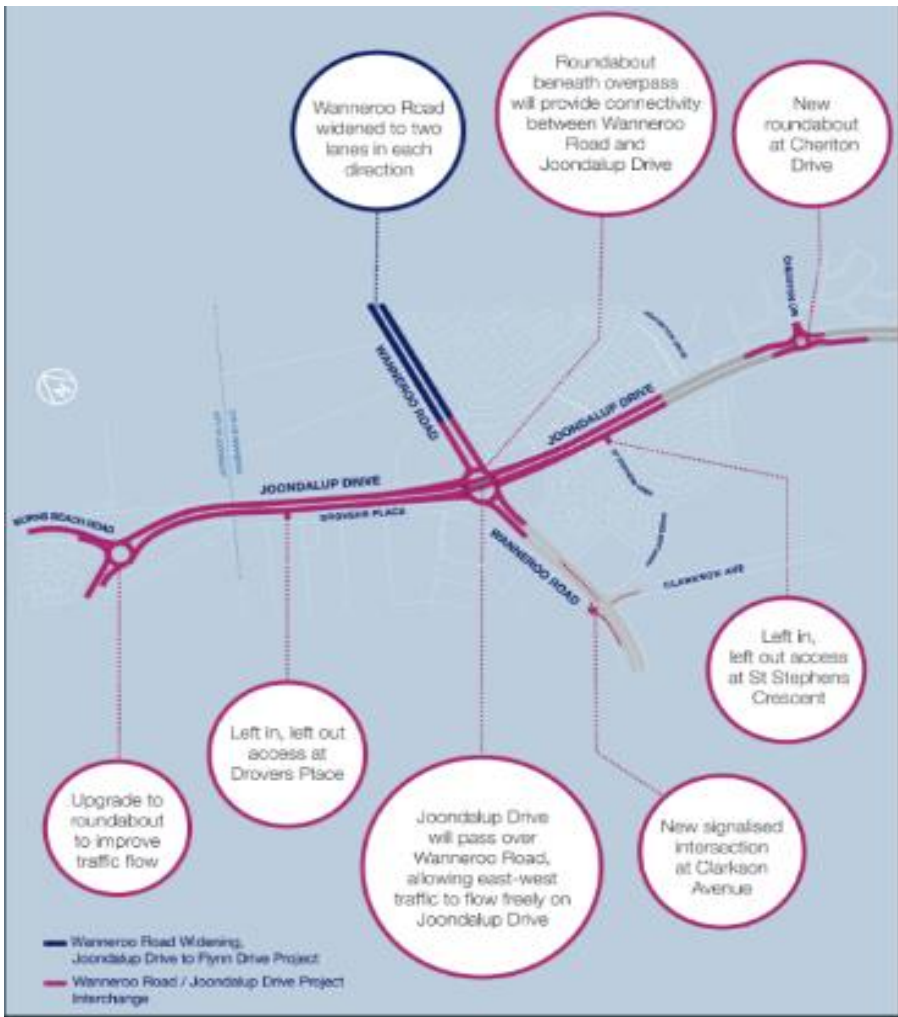 Wanneroo Road
widened to two
lanes in each
direction
Roundabout
beneath overpass
will provide connectivity
between Wanneroo
Road and
Joondalup Drive
New
roundabout
at Cheriton
Drive
CHERITON DRV
WANNEROO ROAD
JOONDALUP DRIVE
JOONDALUP DRIVE
DROVERS PLACE
BURNS BEACH ROAD
WANNEROO ROAD
CLARKSON AVE
Left in,
left out access
at St Stephens
Crescent
Left in, left out
access at
Drovers Place
Upgrade to
roundabout
to improve
traffic flow
Joondalup Drive
will pass over
Wanneroo Road,
allowing east-west
traffic to flow freely on
Joondalup Drive
New signalised
intersection
at Clarkson
Avenue
Wanneroo Road Widening,
Joondalup Drive to Flynn Drive Project
Wanneroo Road / Joondalup Drive Project
Interchange